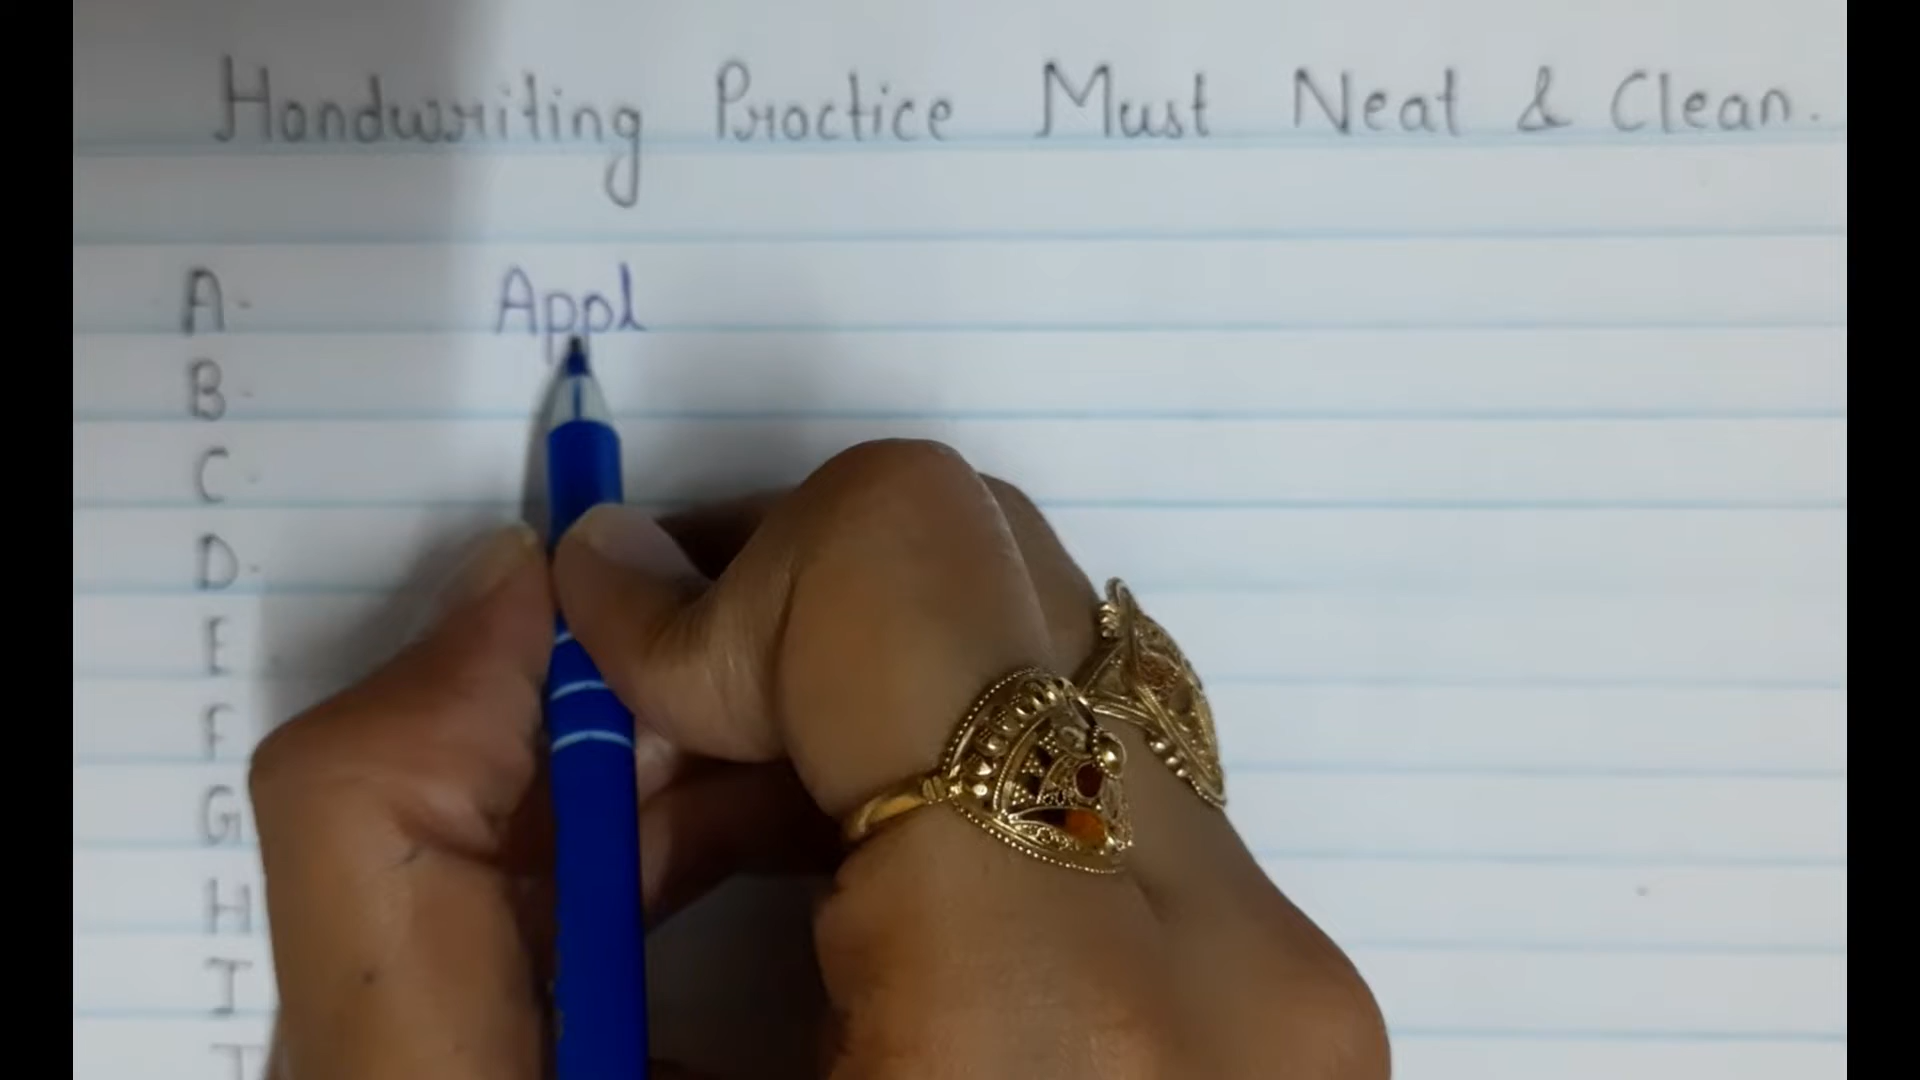 Handwriting Practice Must Neat & Clean.
A- Appl
B-
C-
D-
E
F
G
H
I